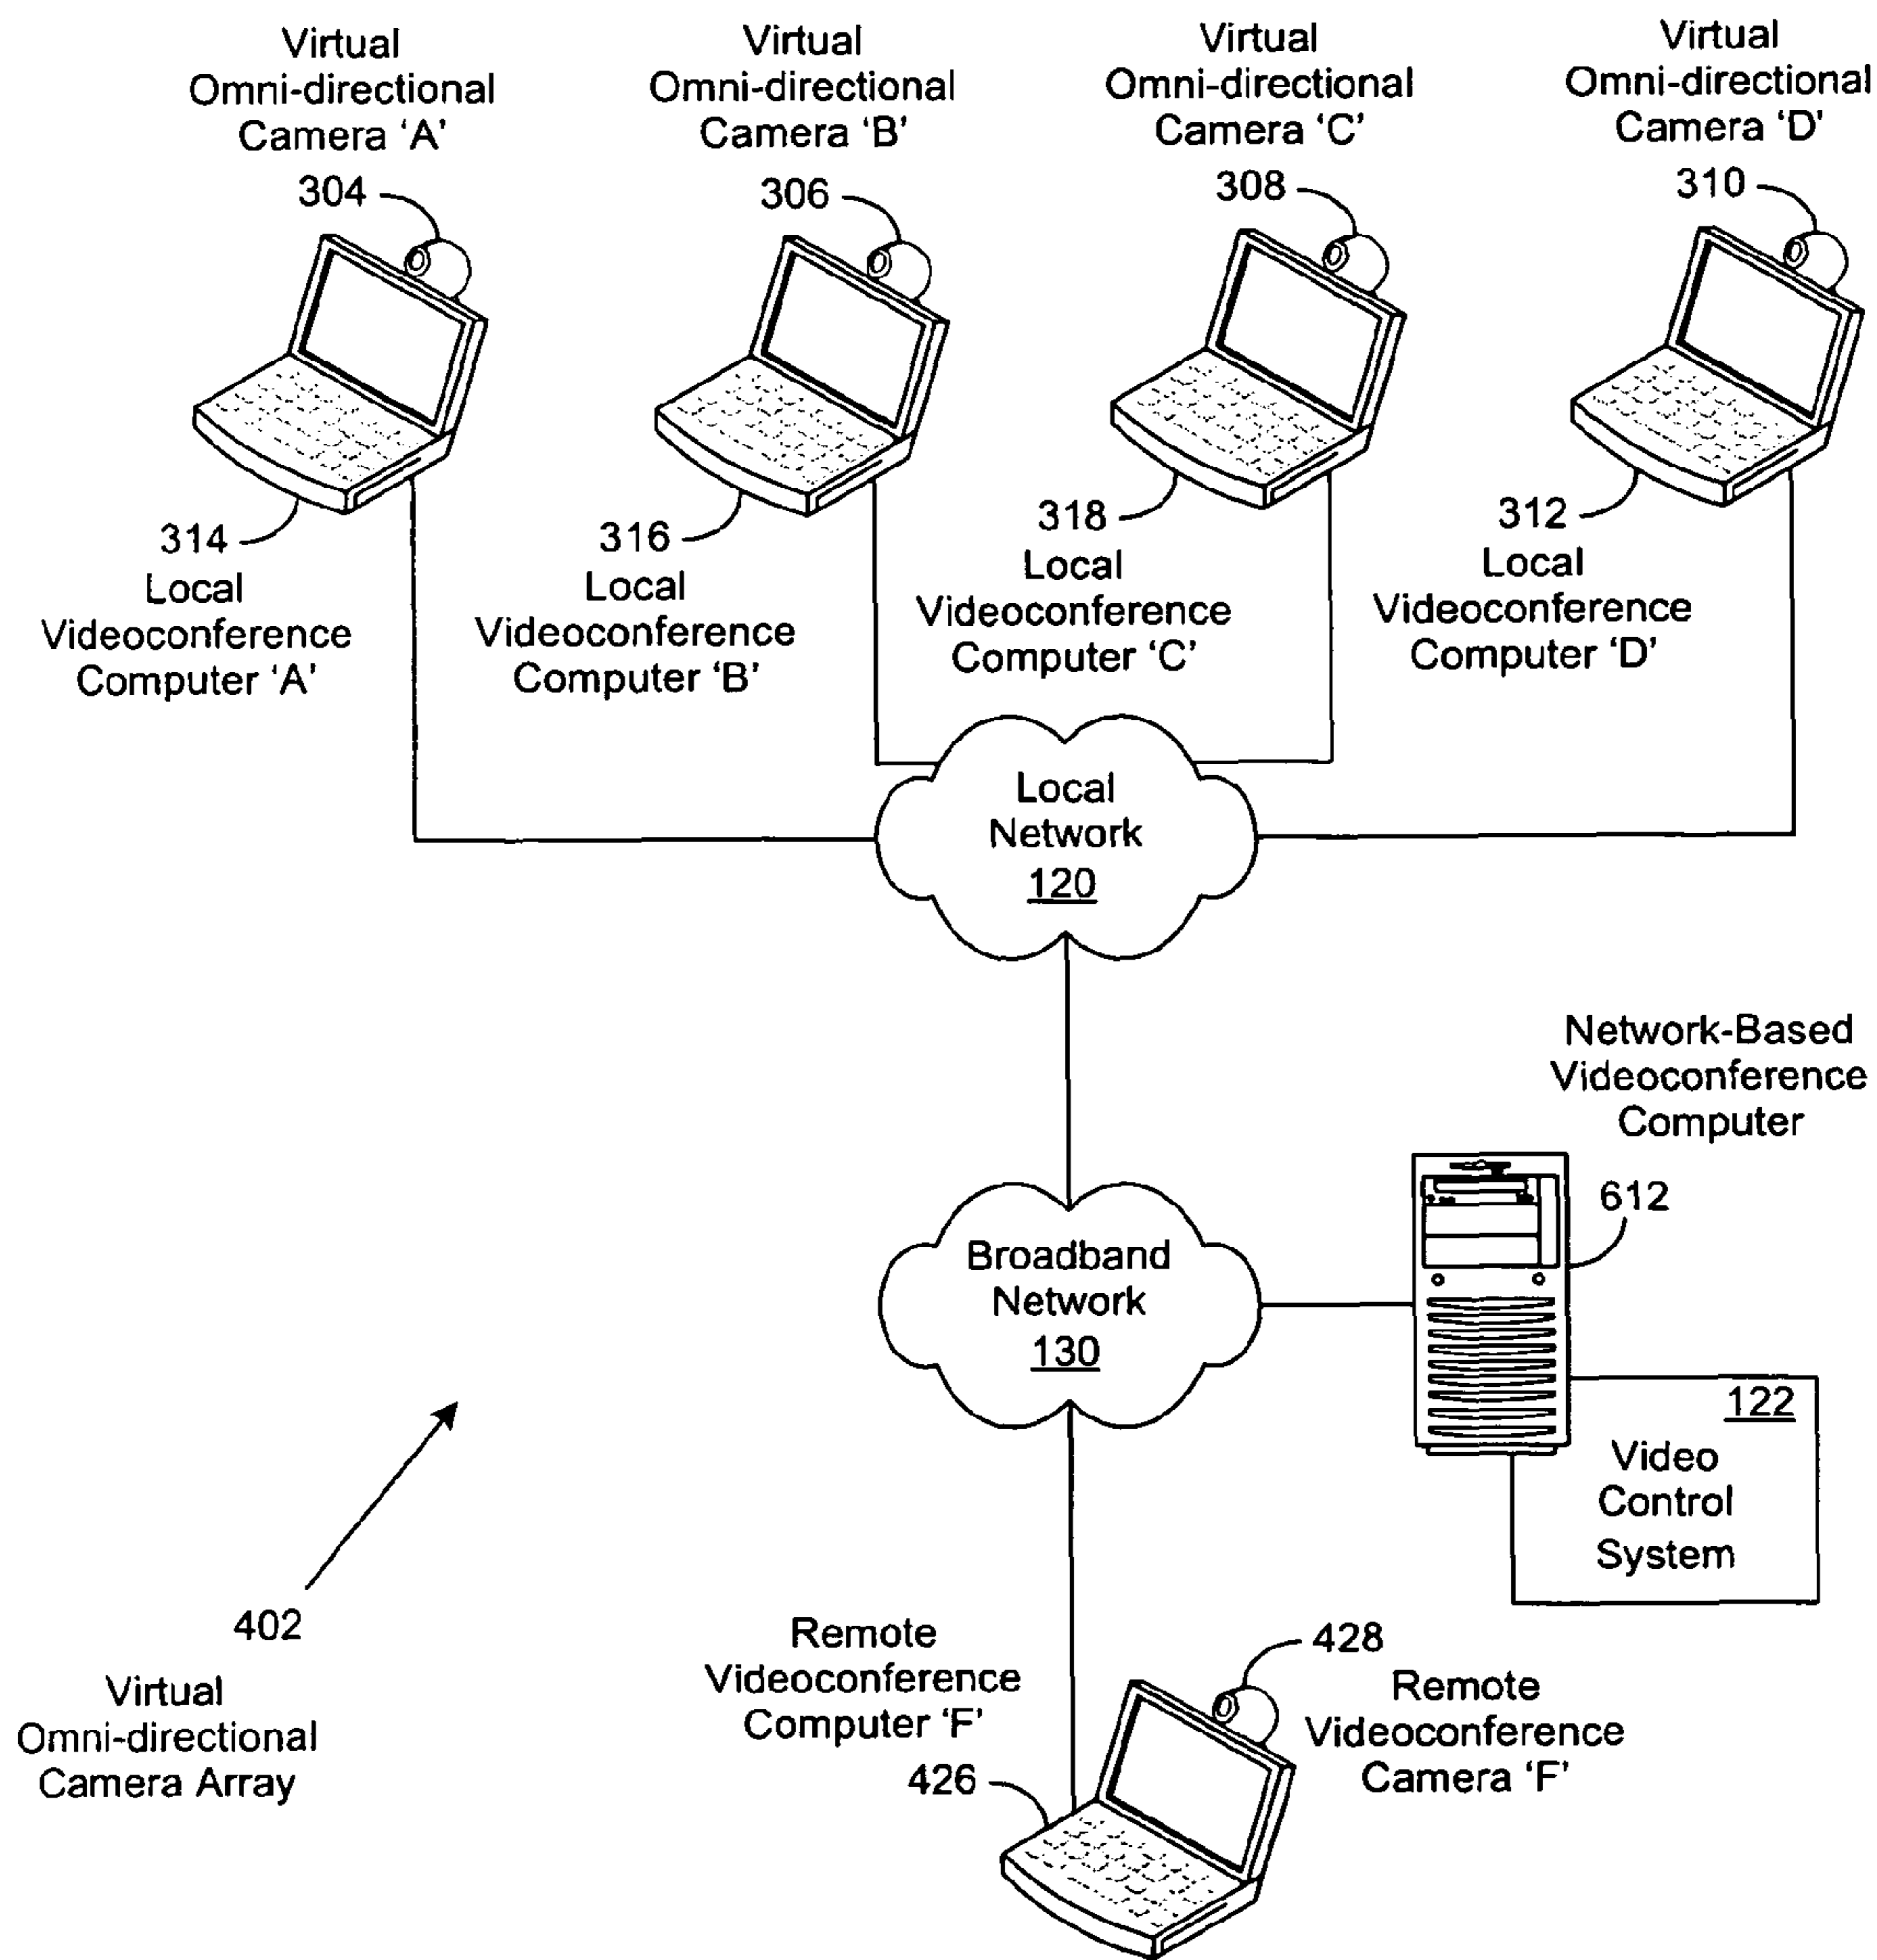 Virtual
Omni-directional
Camera 'A'
304
Virtual
Omni-directional
Camera 'B'
306
Virtual
Omni-directional
Camera 'C'
308
Virtual
Omni-directional
Camera 'D'
310
314
Local
Videoconference
Computer 'A'
316
Local
Videoconference
Computer 'B'
318
Local
Videoconference
Computer 'C'
312
Local
Videoconference
Computer 'D'
Local
Network
120
Network-Based
Videoconference
Computer
612
Broadband
Network
130
122
Video
Control
System
402
Virtual
Omni-directional
Camera Array
Remote
Videoconference
Computer 'F'
426
428
Remote
Videoconference
Camera 'F'